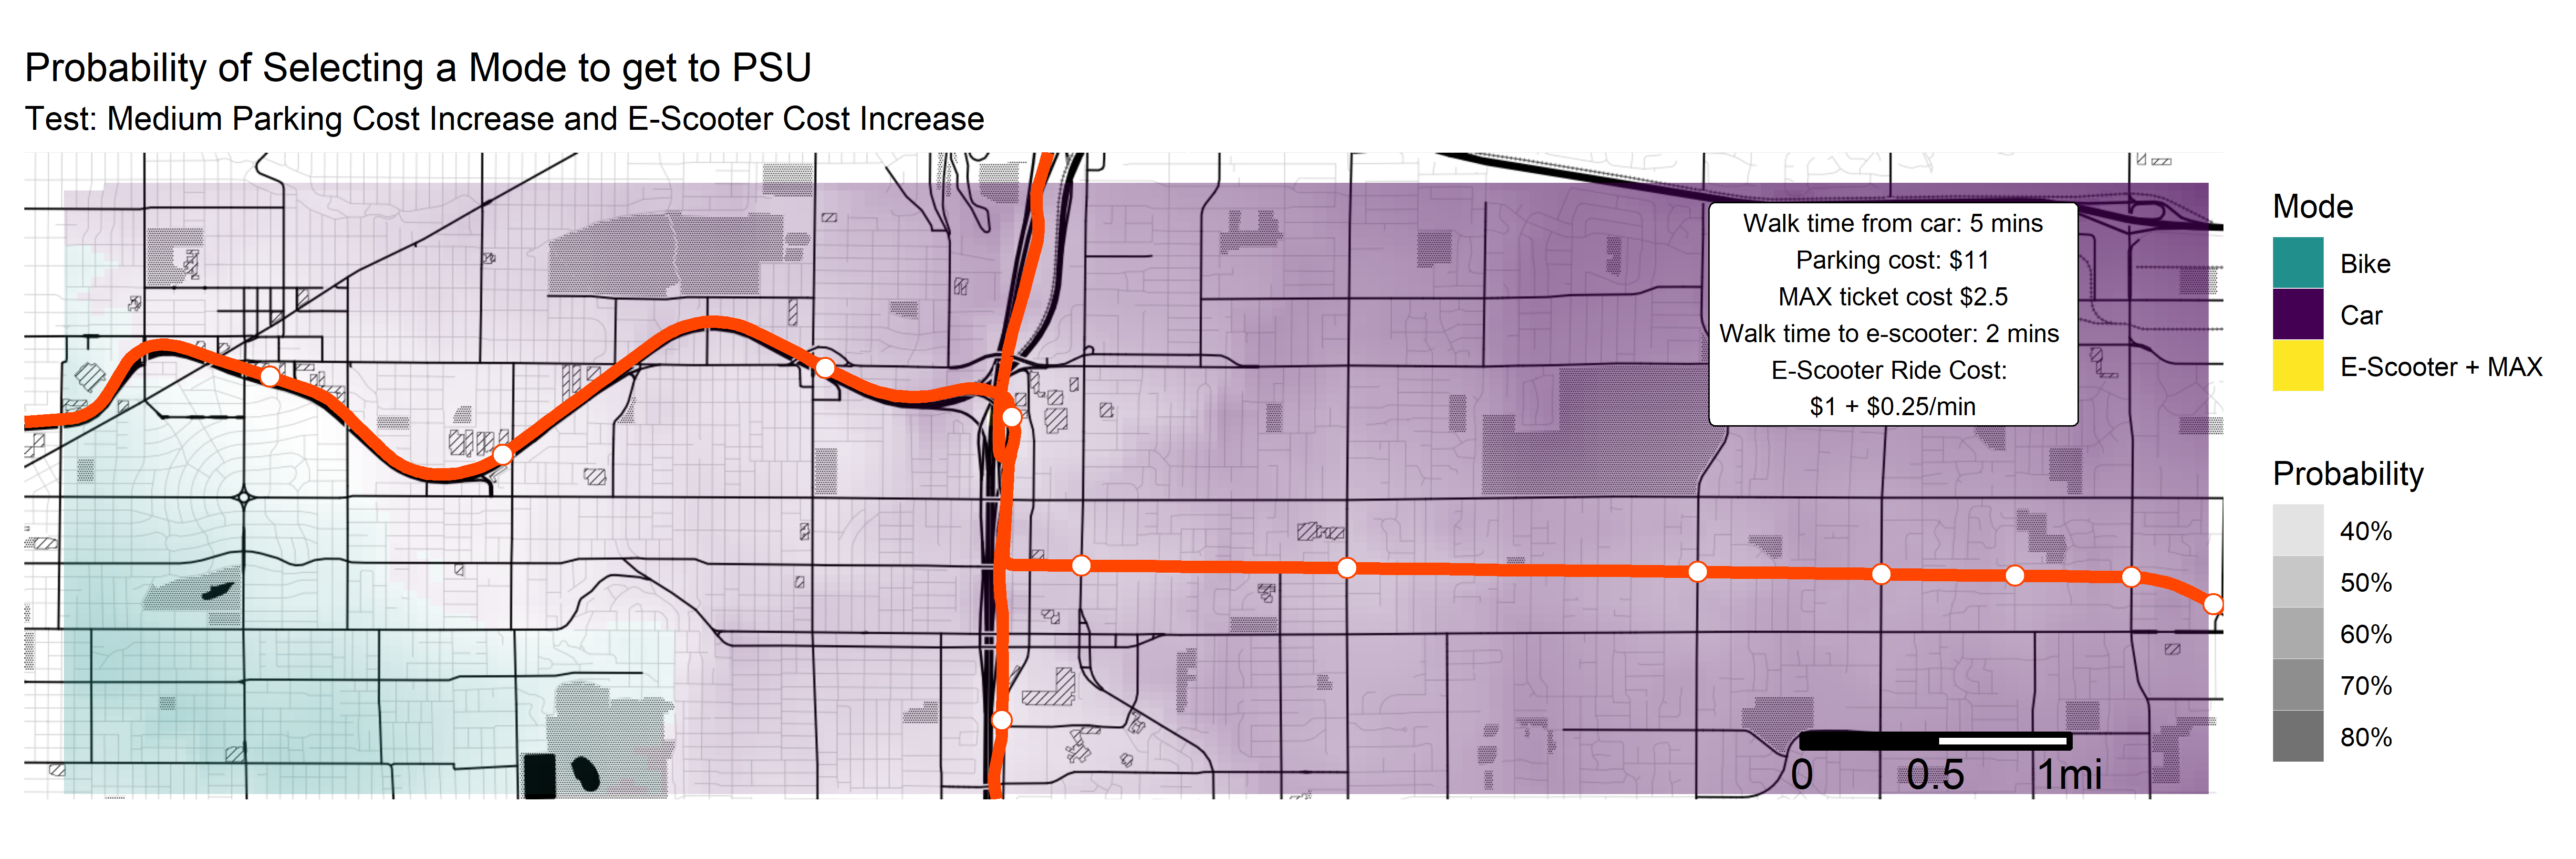 Probability of Selecting a Mode to get to PSU
Test: Medium Parking Cost Increase and E-Scooter Cost Increase
Walk time from car: 5 mins
Parking cost: $11
MAX ticket cost $2.5
Walk time to e-scooter: 2 mins
E-Scooter Ride Cost:
$1 + $0.25/min
0 0.5 1mi
Mode
Bike
Car
E-Scooter + MAX
Probability
40%
50%
60%
70%
80%